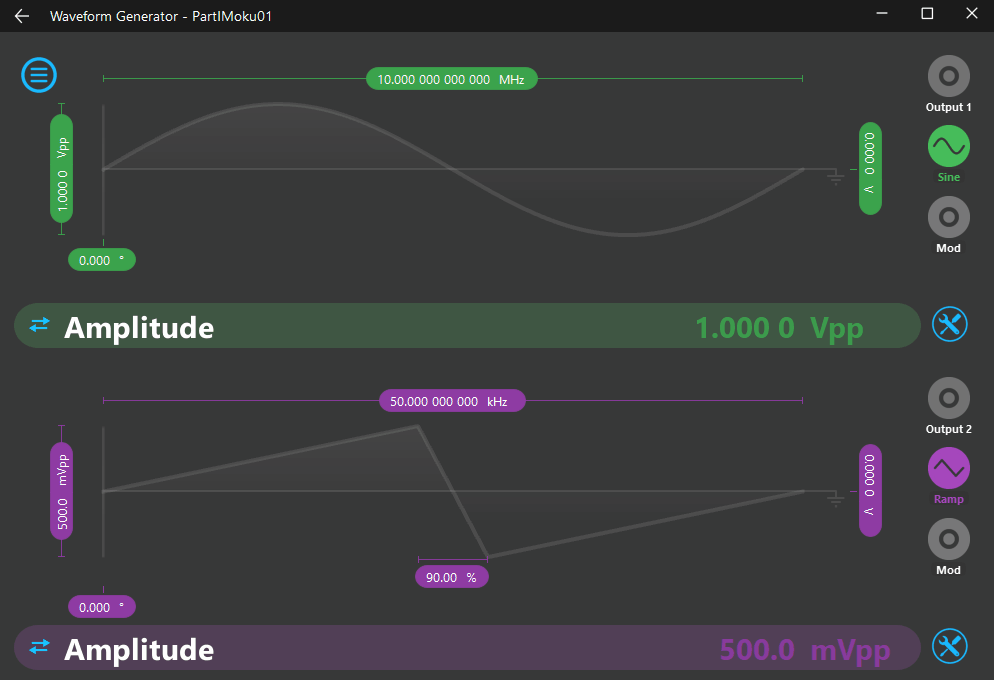 Waveform Generator - PartIMoku01
10.000 000 000 000 MHz
Output 1
1.000 0 Vpp
0.000 0 V
Sine
Mod
0.000 °
Amplitude 1.000 0 Vpp
50.000 000 000 kHz
Output 2
500.0 mVpp
0.000 0 V
Ramp
Mod
90.00 %
0.000 °
Amplitude 500.0 mVpp